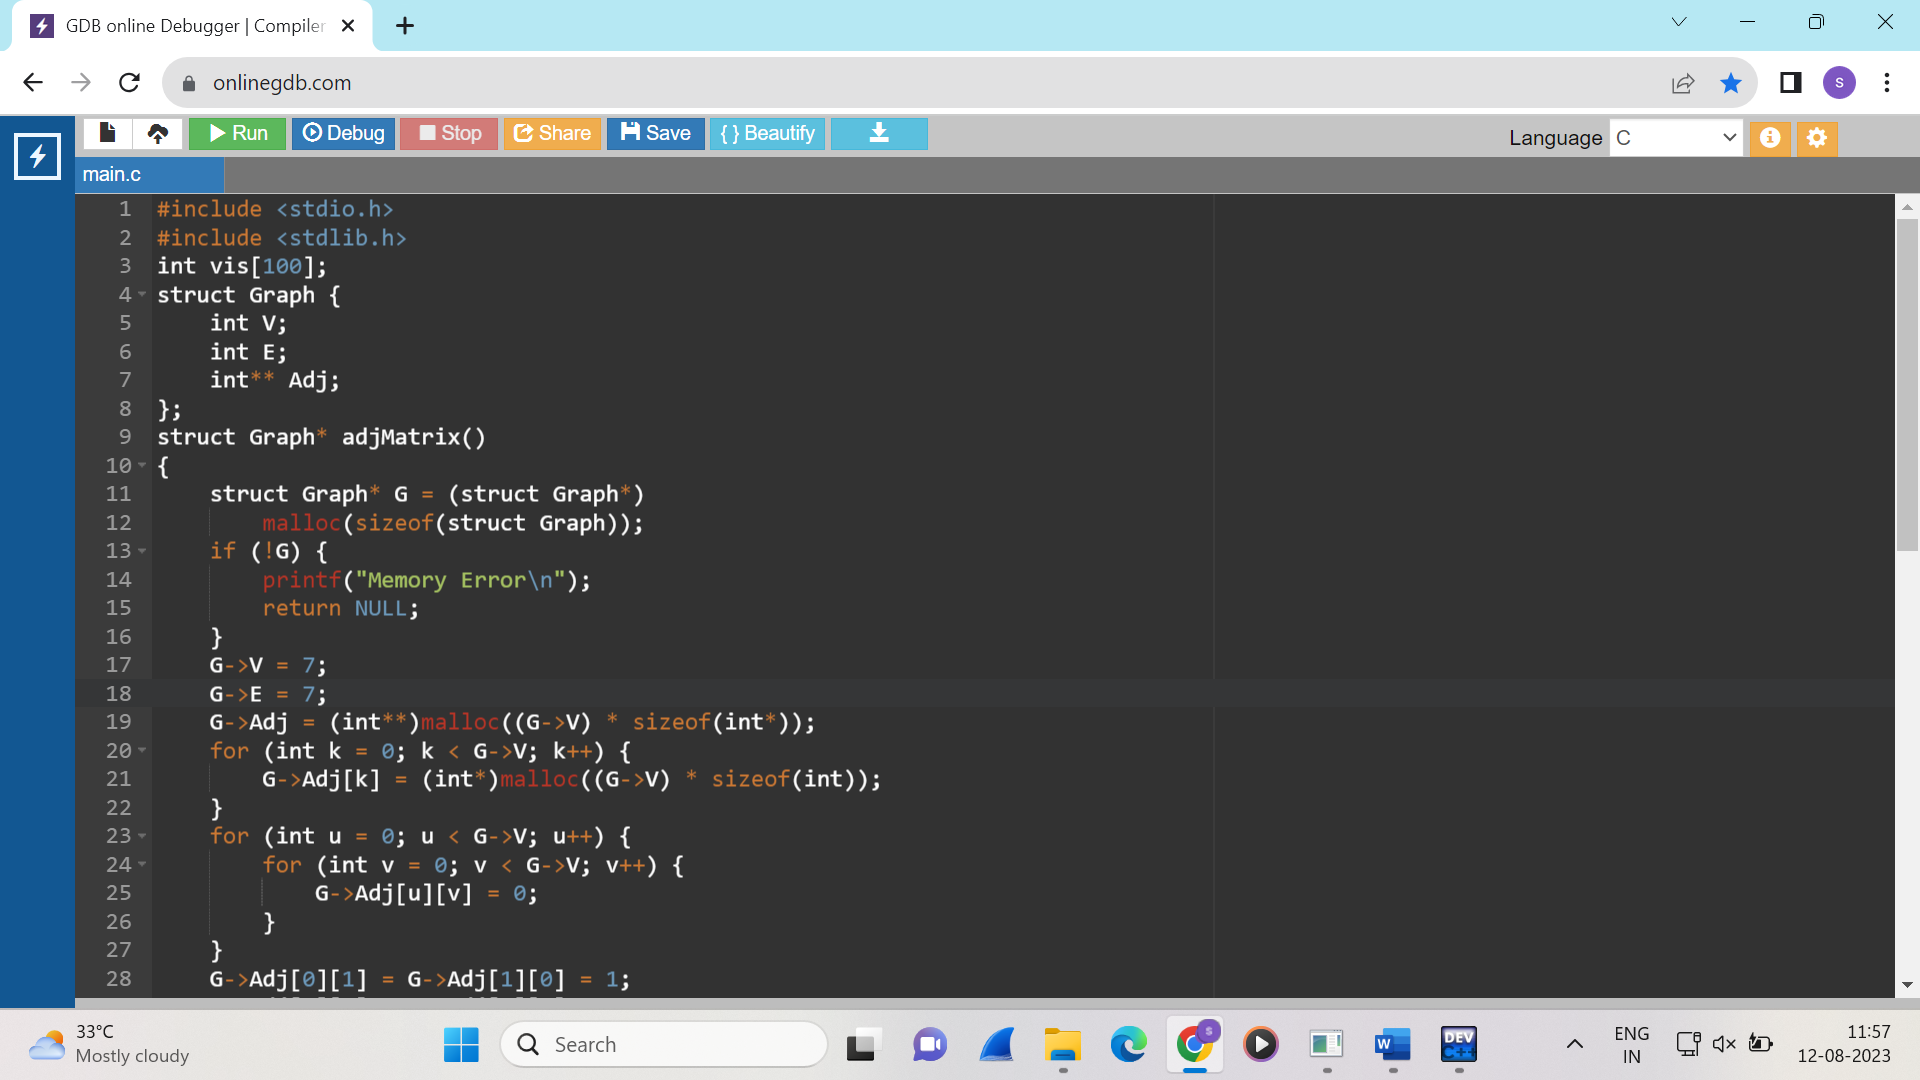 GDB online Debugger | Compiler
onlinegdb.com
s
Run Debug Stop Share Save { } Beautify
Language C
main.c
1 #include <stdio.h>
2 #include <stdlib.h>
3 int vis[100];
4 struct Graph {
5     int V;
6     int E;
7     int** Adj;
8 };
9 struct Graph* adjMatrix()
10 {
11     struct Graph* G = (struct Graph*)
12         malloc(sizeof(struct Graph));
13     if (!G) {
14         printf("Memory Error\n");
15         return NULL;
16     }
17     G->V = 7;
18     G->E = 7;
19     G->Adj = (int**)malloc((G->V) * sizeof(int*));
20     for (int k = 0; k < G->V; k++) {
21         G->Adj[k] = (int*)malloc((G->V) * sizeof(int));
22     }
23     for (int u = 0; u < G->V; u++) {
24         for (int v = 0; v < G->V; v++) {
25             G->Adj[u][v] = 0;
26         }
27     }
28     G->Adj[0][1] = G->Adj[1][0] = 1;
33°C
Mostly cloudy
Search
s
W
DEV
C++
ENG
IN
11:57
12-08-2023